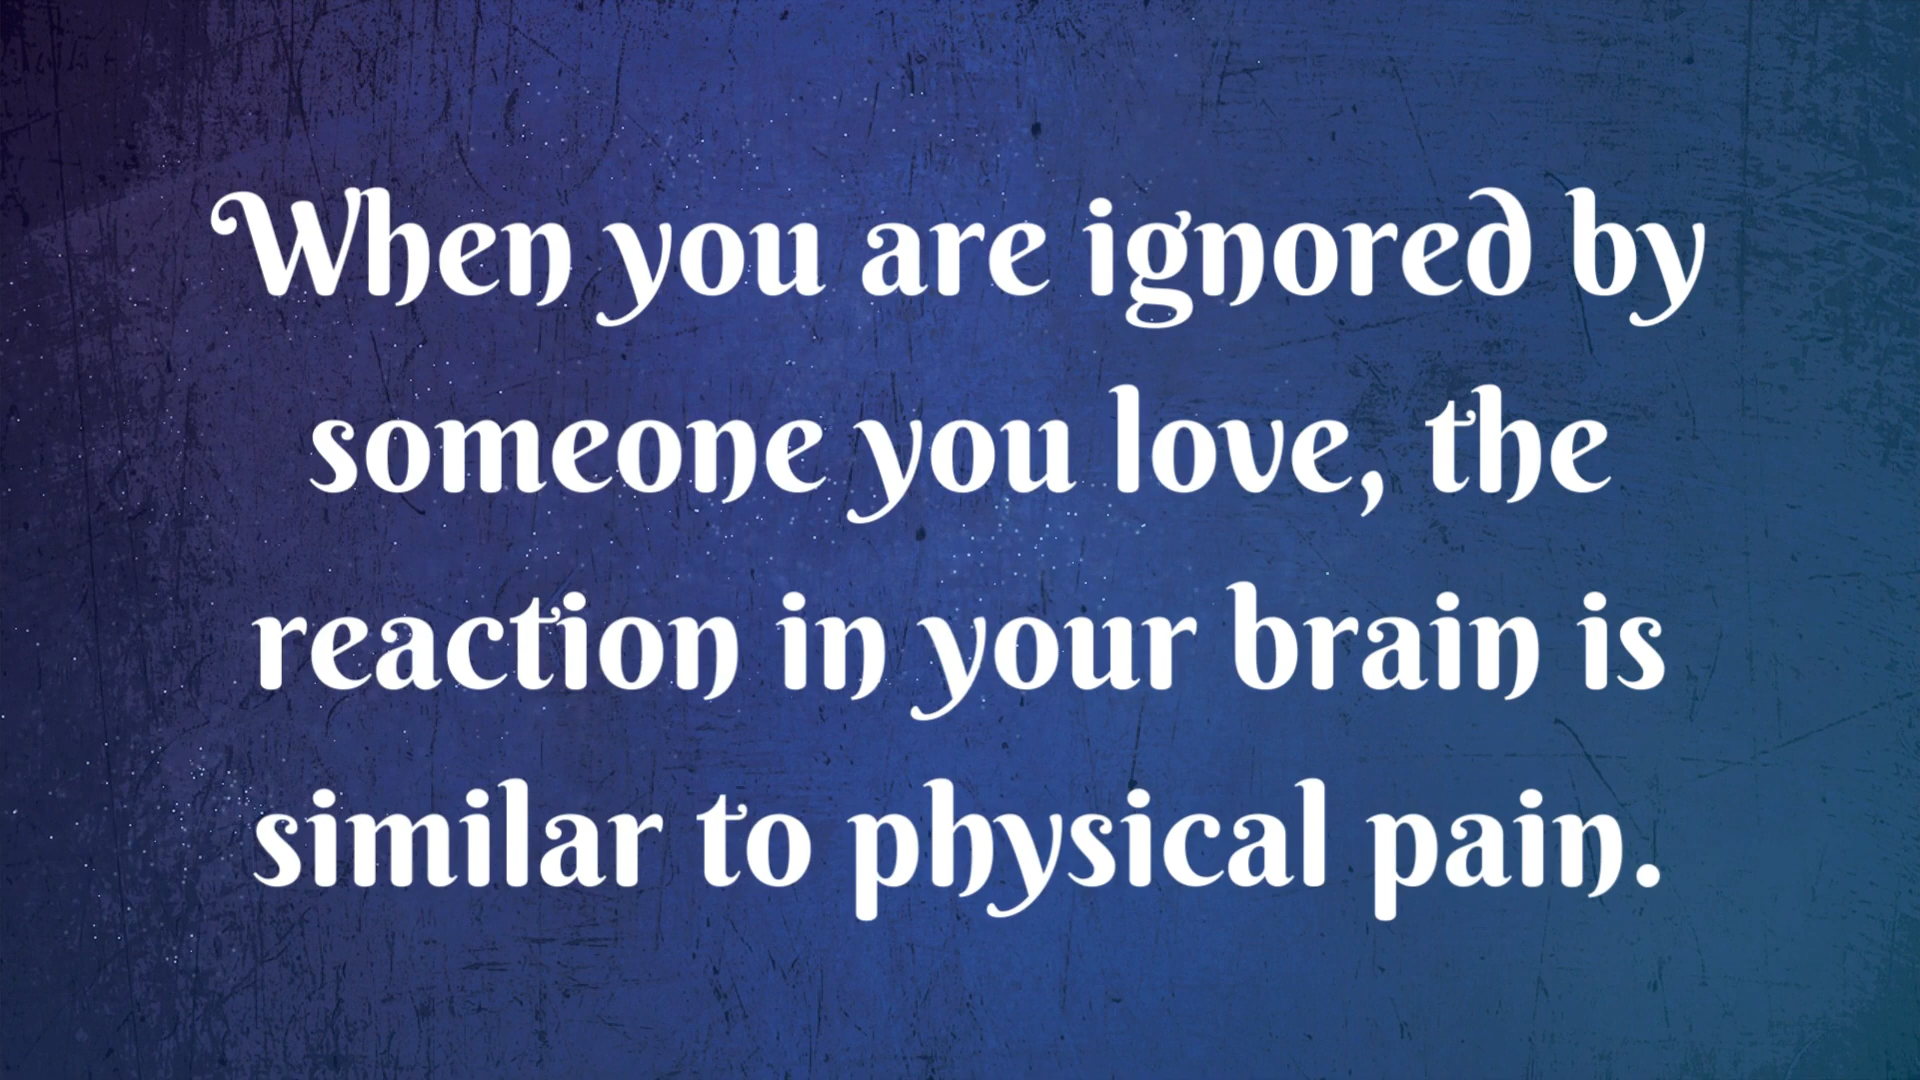 When you are ignored by
someone you love, the
reaction in your brain is
similar to physical pain.